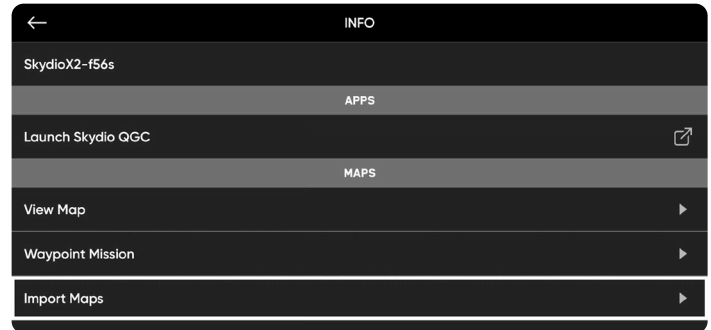 INFO
SkydioX2-f56s
APPS
Launch Skydio QGC
MAPS
View Map
Waypoint Mission
Import Maps